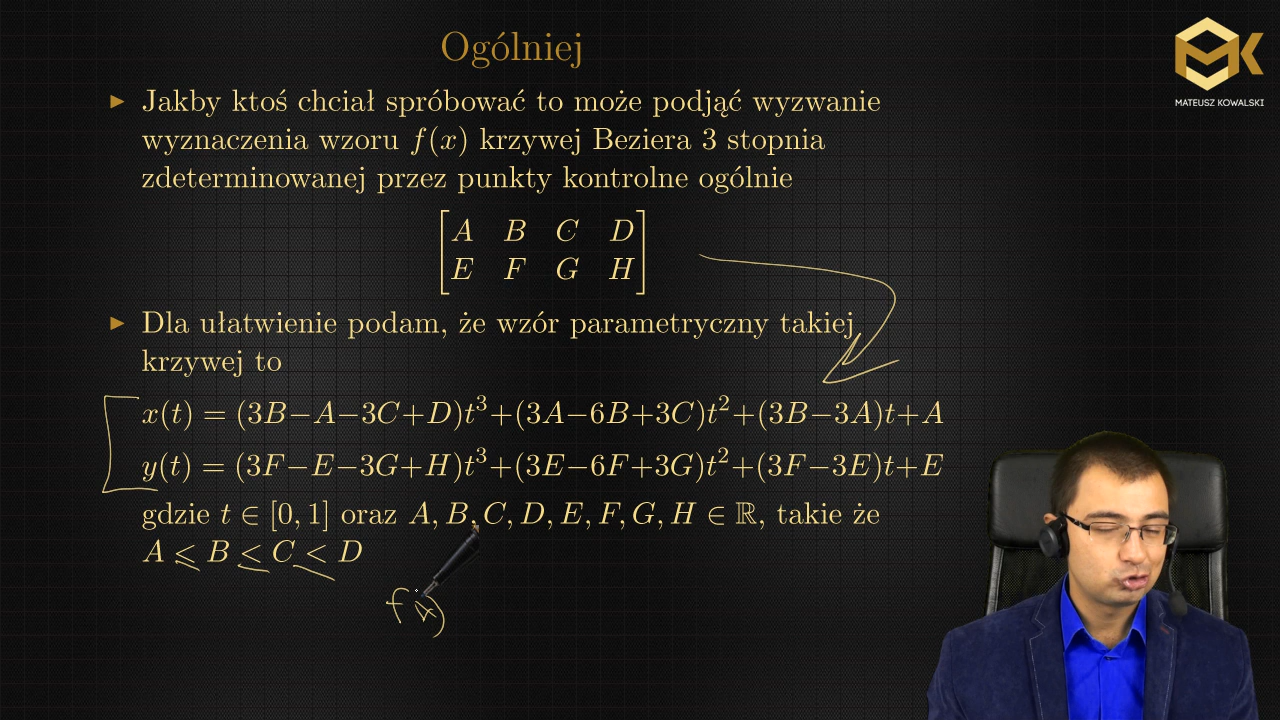 Ogólniej
MATEUSZ KOWALSKI
▶ Jakby ktoś chciał spróbować to może podjąć wyzwanie
wyznaczenia wzoru f(x) krzywej Beziera 3 stopnia
zdeterminowanej przez punkty kontrolne ogólnie
A B C D
E F G H
▶ Dla ułatwienie podam, że wzór parametryczny takiej
krzywej to
x(t) = (3B−A−3C+D)t³+(3A−6B+3C)t²+(3B−3A)t+A
y(t) = (3F−E−3G+H)t³+(3E−6F+3G)t²+(3F−3E)t+E
gdzie t ∈ [0, 1] oraz A, B, C, D, E, F, G, H ∈ ℝ, takie że
A < B < C < D